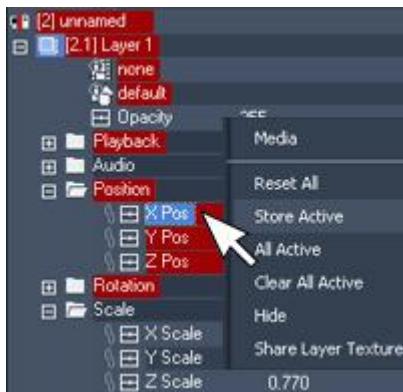 [2] unnamed
[2.1] Layer 1
none
default
Opacity 255
Playback
Audio
Position
X Pos
Y Pos
Z Pos
Rotation
Scale
X Scale
Y Scale
Z Scale 0.770
Media
Reset All
Store Active
All Active
Clear All Active
Hide
Share Layer Texture